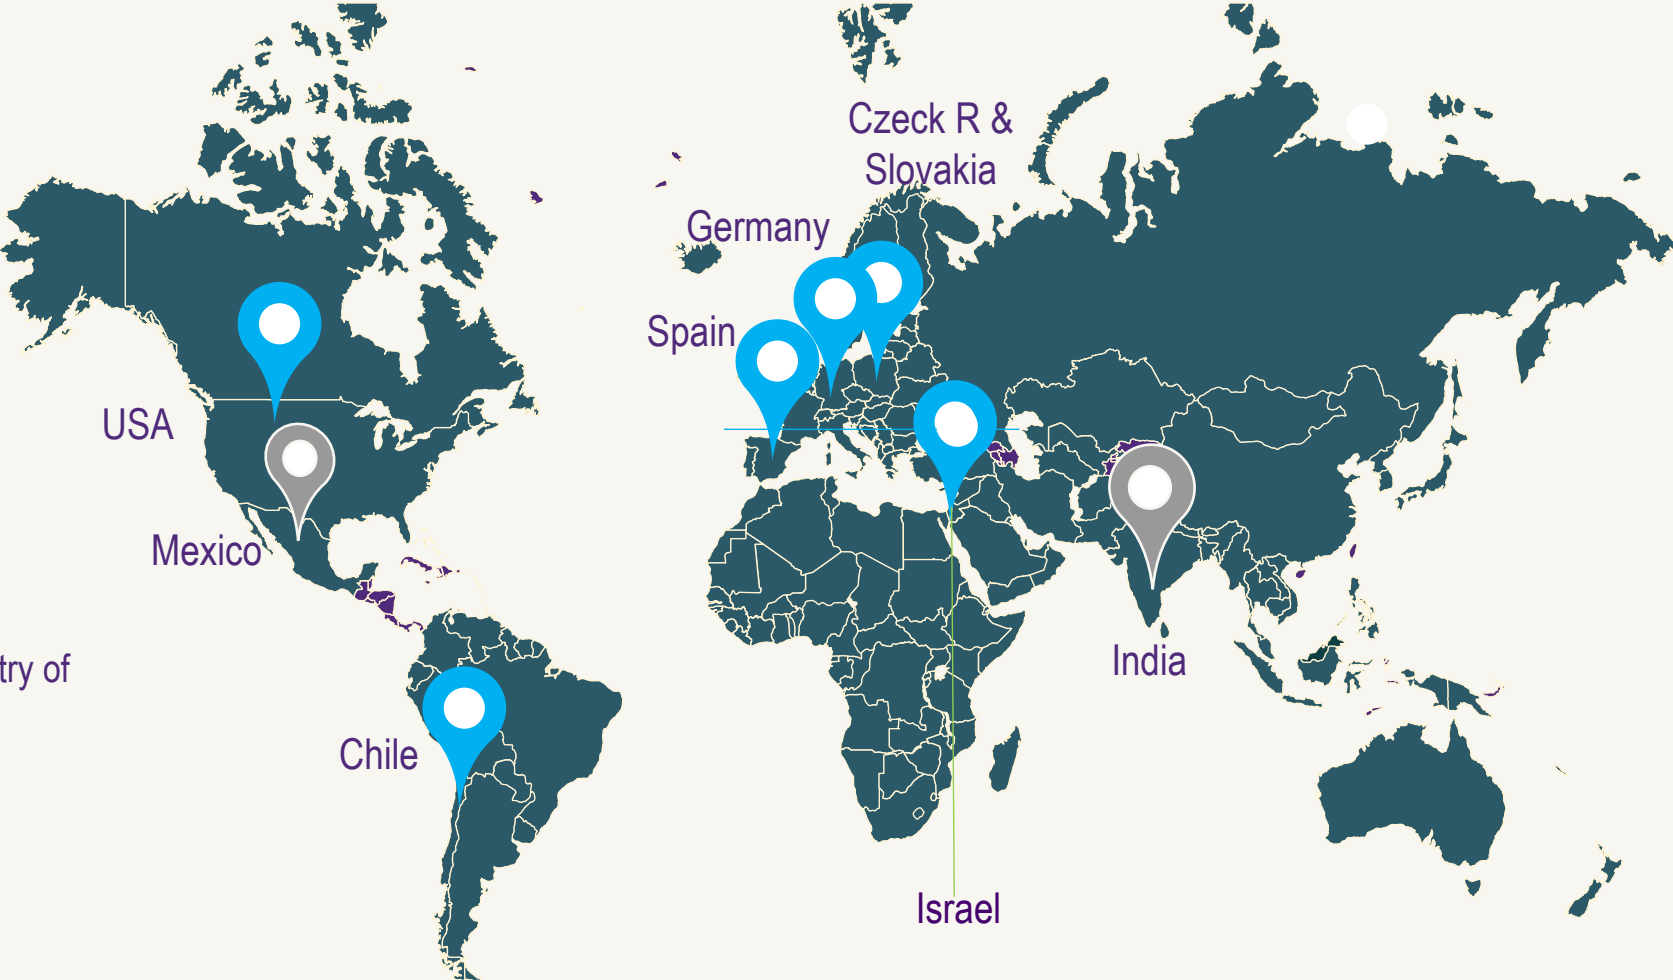 Czeck R &
Slovakia
Germany
Spain
USA
Mexico
try of
India
Chile
Israel